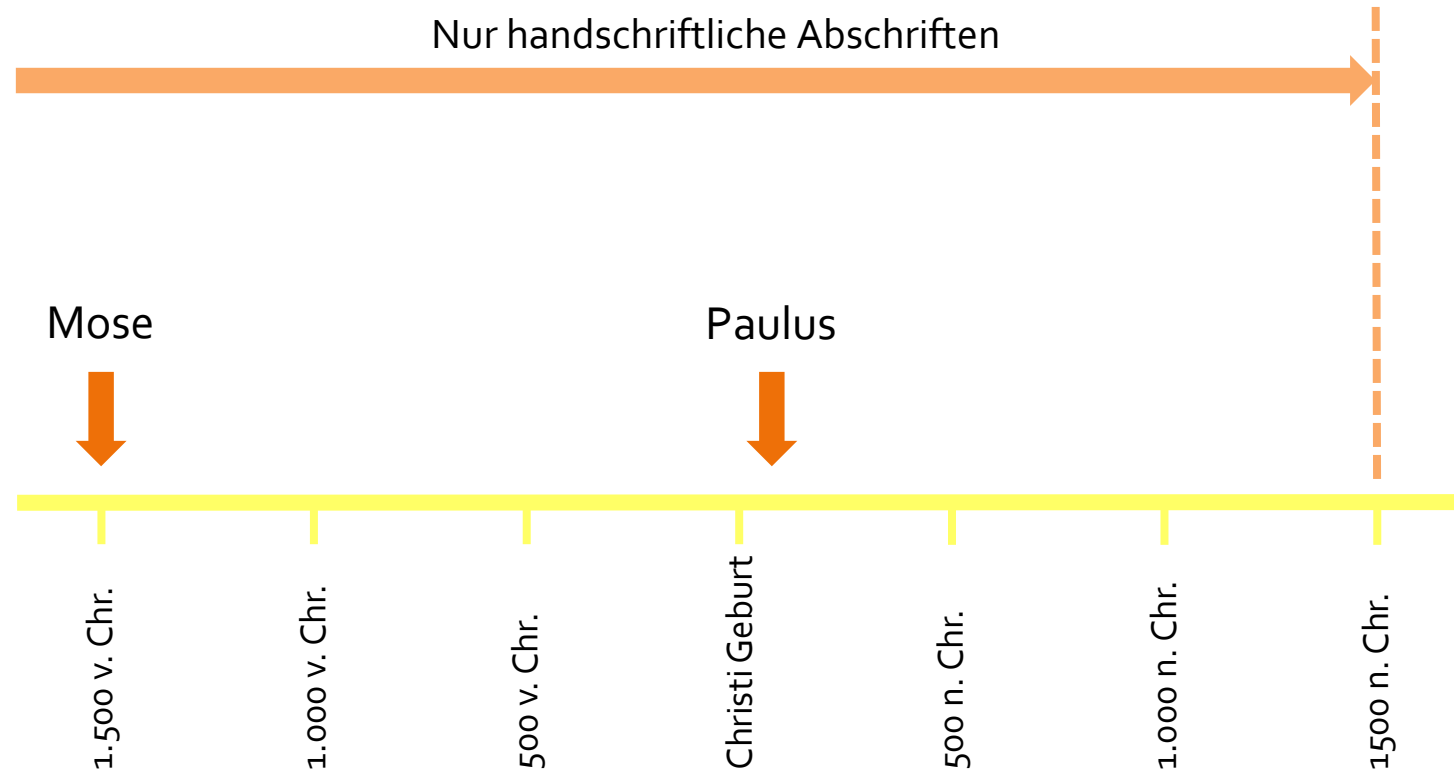 Nur handschriftliche Abschriften
Mose
Paulus
1.500 v. Chr.
1.000 v. Chr.
500 v. Chr.
Christi Geburt
500 n. Chr.
1.000 n. Chr.
1500 n. Chr.